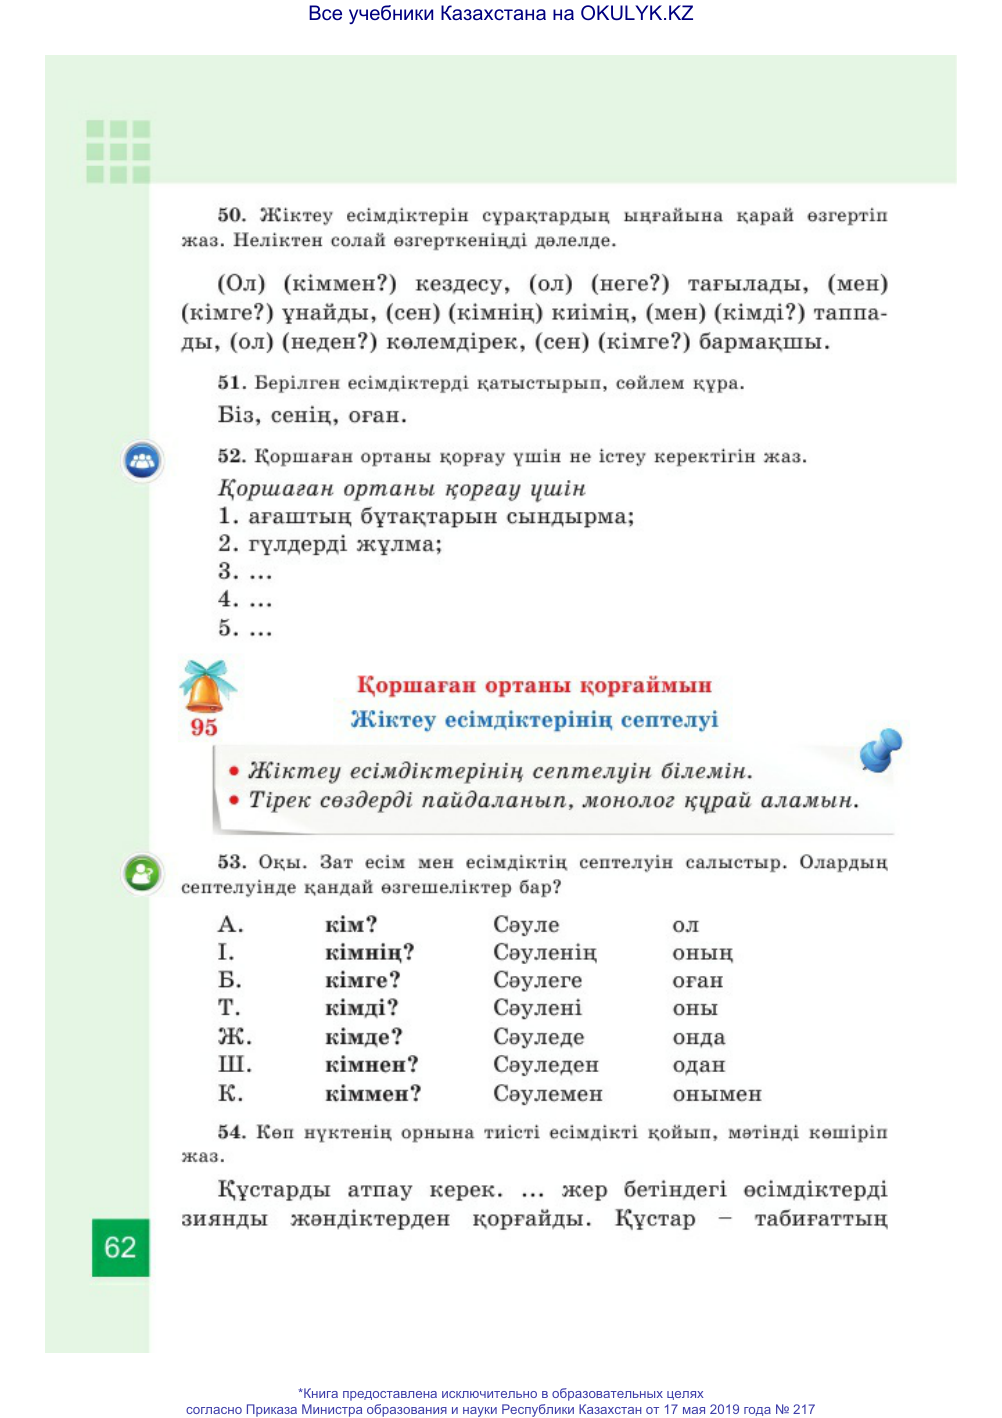 Все учебники Казахстана на OKULYK.KZ
50. Жіктеу есімдіктерін сұрақтардың ыңғайына қарай өзгертіп
жаз. Неліктен солай өзгерткеніңді дәлелде.
(Ол) (кіммен?) кездесу, (ол) (неге?) тағылады, (мен)
(кімге?) ұнайды, (сен) (кімнің) киімің, (мен) (кімді?) таппа-
ды, (ол) (неден?) көлемдірек, (сен) (кімге?) бармақшы.
51. Берілген есімдіктерді қатыстырып, сөйлем құра.
Біз, сенің, оған.
52. Қоршаған ортаны қорғау үшін не істеу керектігін жаз.
Қоршаған ортаны қорғау үшін
1. ағаштың бұтақтарын сындырма;
2. гүлдерді жұлма;
3. ...
4. ...
5. ...
Қоршаған ортаны қорғаймын
95
Жіктеу есімдіктерінің септелуі
• Жіктеу есімдіктерінің септелуін білемін.
• Тірек сөздерді пайдаланып, монолог құрай аламын.
53. Оқы. Зат есім мен есімдіктің септелуін салыстыр. Олардың
септелуінде қандай өзгешеліктер бар?
А. кім? Сәуле ол
І. кімнің? Сәуленің оның
Б. кімге? Сәулеге оған
Т. кімді? Сәулені оны
Ж. кімде? Сәуледе онда
Ш. кімнен? Сәуледен одан
К. кіммен? Сәулемен онымен
54. Көп нүктенің орнына тиісті есімдікті қойып, мәтінді көшіріп
жаз.
Құстарды атпау керек. ... жер бетіндегі өсімдіктерді
зиянды жәндіктерден қорғайды. Құстар – табиғаттың
62
*Книга предоставлена исключительно в образовательных целях
согласно Приказа Министра образования и науки Республики Казахстан от 17 мая 2019 года № 217